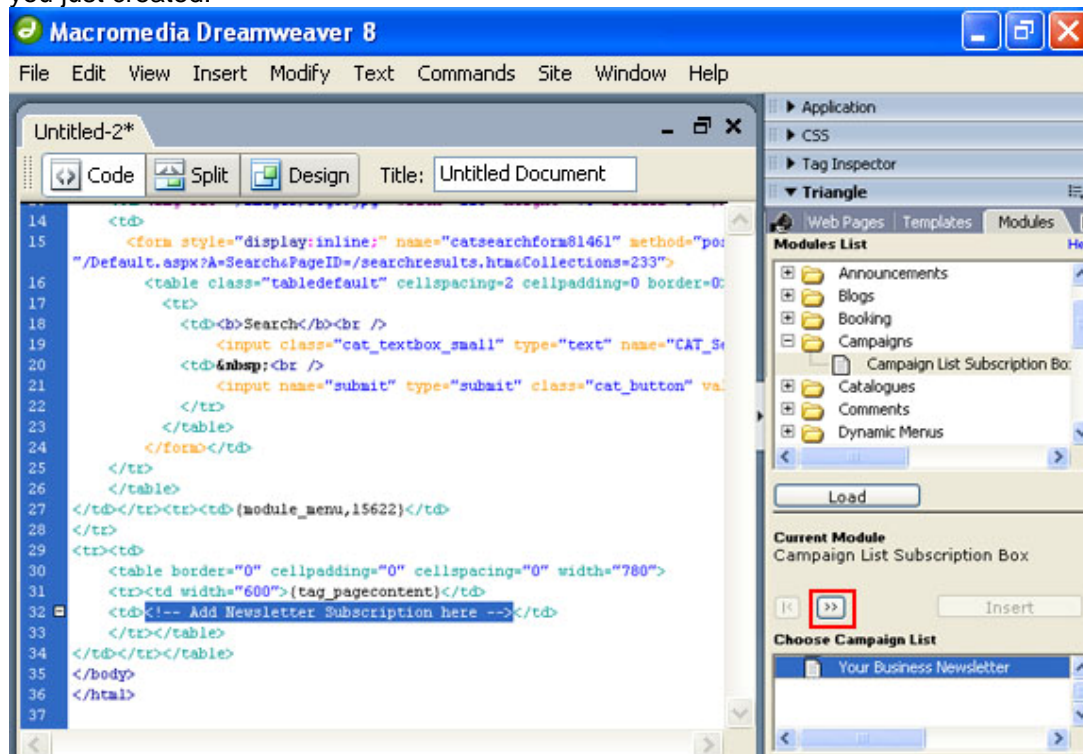 you just created.
Macromedia Dreamweaver 8
File Edit View Insert Modify Text Commands Site Window Help
Untitled-2*
Code Split Design Title: Untitled Document
14 <td>
15 <form style="display:inline;" name="catsearchform81461" method="po
"/Default.aspx?A=Search&PageID=/searchresults.htm&Collections=233">
16 <table class="tabledefault" cellspacing=2 cellpadding=0 border=0
17 <tr>
18 <td><b>Search</b><br />
19 <input class="cat_textbox_small" type="text" name="CAT_Se
20 <td>&nbsp;<br />
21 <input name="submit" type="submit" class="cat_button" va
22 </tr>
23 </table>
24 </form></td>
25 </tr>
26 </table>
27 </td></tr><tr><td>{module_menu,15622}</td>
28 </tr>
29 <tr><td>
30 <table border="0" cellpadding="0" cellspacing="0" width="780">
31 <tr><td width="600">{tag_pagecontent}</td>
32 <td><!-- Add Newsletter Subscription here --></td>
33 </tr></table>
34 </td></tr></table>
35 </body>
36 </html>
37
Application
CSS
Tag Inspector
Triangle
Web Pages Templates Modules
Modules List He
Announcements
Blogs
Booking
Campaigns
Campaign List Subscription Bo
Catalogues
Comments
Dynamic Menus
Load
Current Module
Campaign List Subscription Box
>> Insert
Choose Campaign List
Your Business Newsletter